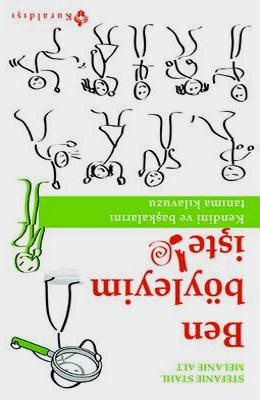 STEFANIE STAHL
MELANIE ALT
Ben
böyleyim
işte!
Kendini ve başkalarını
tanıma kılavuzu
Kuraldışı